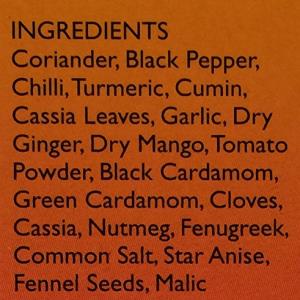 INGREDIENTS
Coriander, Black Pepper,
Chilli, Turmeric, Cumin,
Cassia Leaves, Garlic, Dry
Ginger, Dry Mango, Tomato
Powder, Black Cardamom,
Green Cardamom, Cloves,
Cassia, Nutmeg, Fenugreek,
Common Salt, Star Anise,
Fennel Seeds, Malic